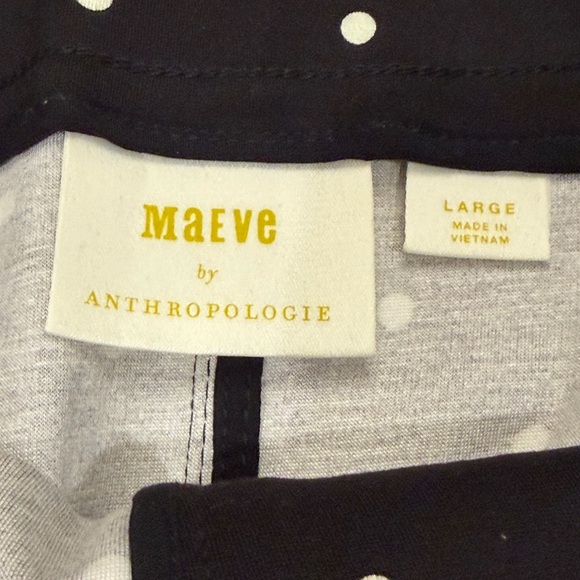 MaEve
by
ANTHROPOLOGIE
LARGE
MADE IN
VIETNAM